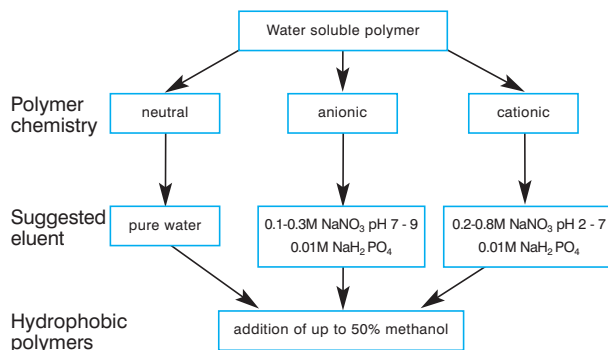 Water soluble polymer
Polymer
chemistry
neutral
anionic
cationic
Suggested
eluent
pure water
0.1-0.3M NaNO₃ pH 7 - 9
0.01M NaH₂ PO₄
0.2-0.8M NaNO₃ pH 2 - 7
0.01M NaH₂ PO₄
Hydrophobic
polymers
addition of up to 50% methanol